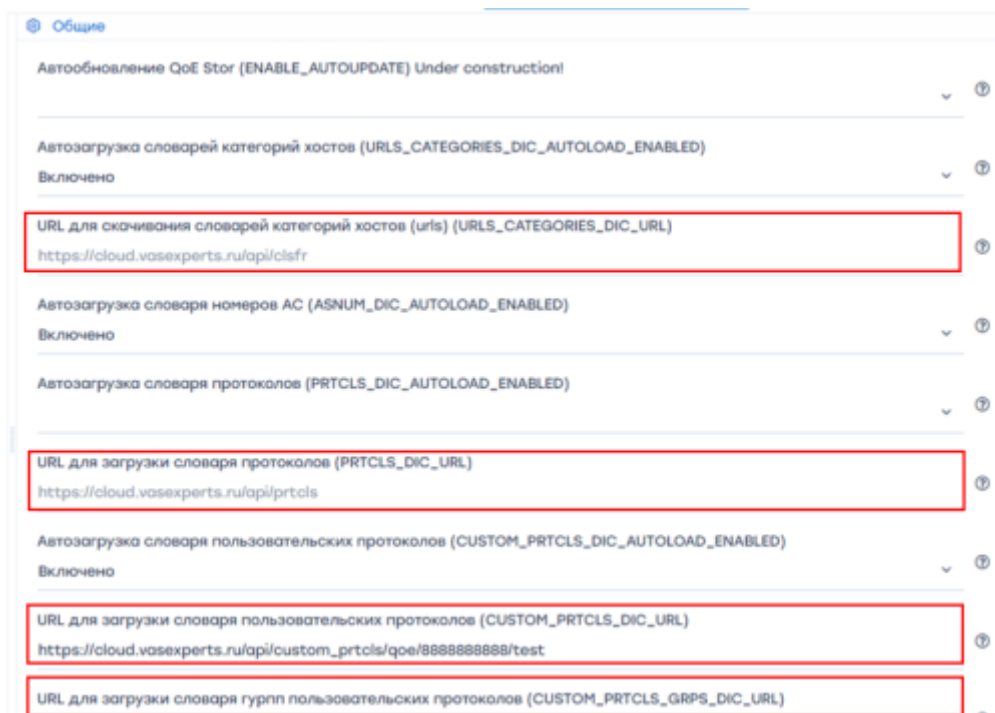 Общие
Автообновление QoE Stor (ENABLE_AUTOUPDATE) Under construction!
Автозагрузка словарей категорий хостов (URLS_CATEGORIES_DIC_AUTOLOAD_ENABLED)
Включено
URL для скачивания словарей категорий хостов (urls) (URLS_CATEGORIES_DIC_URL)
https://cloud.vasexperts.ru/api/clsfr
Автозагрузка словаря номеров АС (ASNUM_DIC_AUTOLOAD_ENABLED)
Включено
Автозагрузка словаря протоколов (PRTCLS_DIC_AUTOLOAD_ENABLED)
URL для загрузки словаря протоколов (PRTCLS_DIC_URL)
https://cloud.vasexperts.ru/api/prtcls
Автозагрузка словаря пользовательских протоколов (CUSTOM_PRTCLS_DIC_AUTOLOAD_ENABLED)
Включено
URL для загрузки словаря пользовательских протоколов (CUSTOM_PRTCLS_DIC_URL)
https://cloud.vasexperts.ru/api/custom_prtcls/qoe/8888888888/test
URL для загрузки словаря гурпп пользовательских протоколов (CUSTOM_PRTCLS_GRPS_DIC_URL)